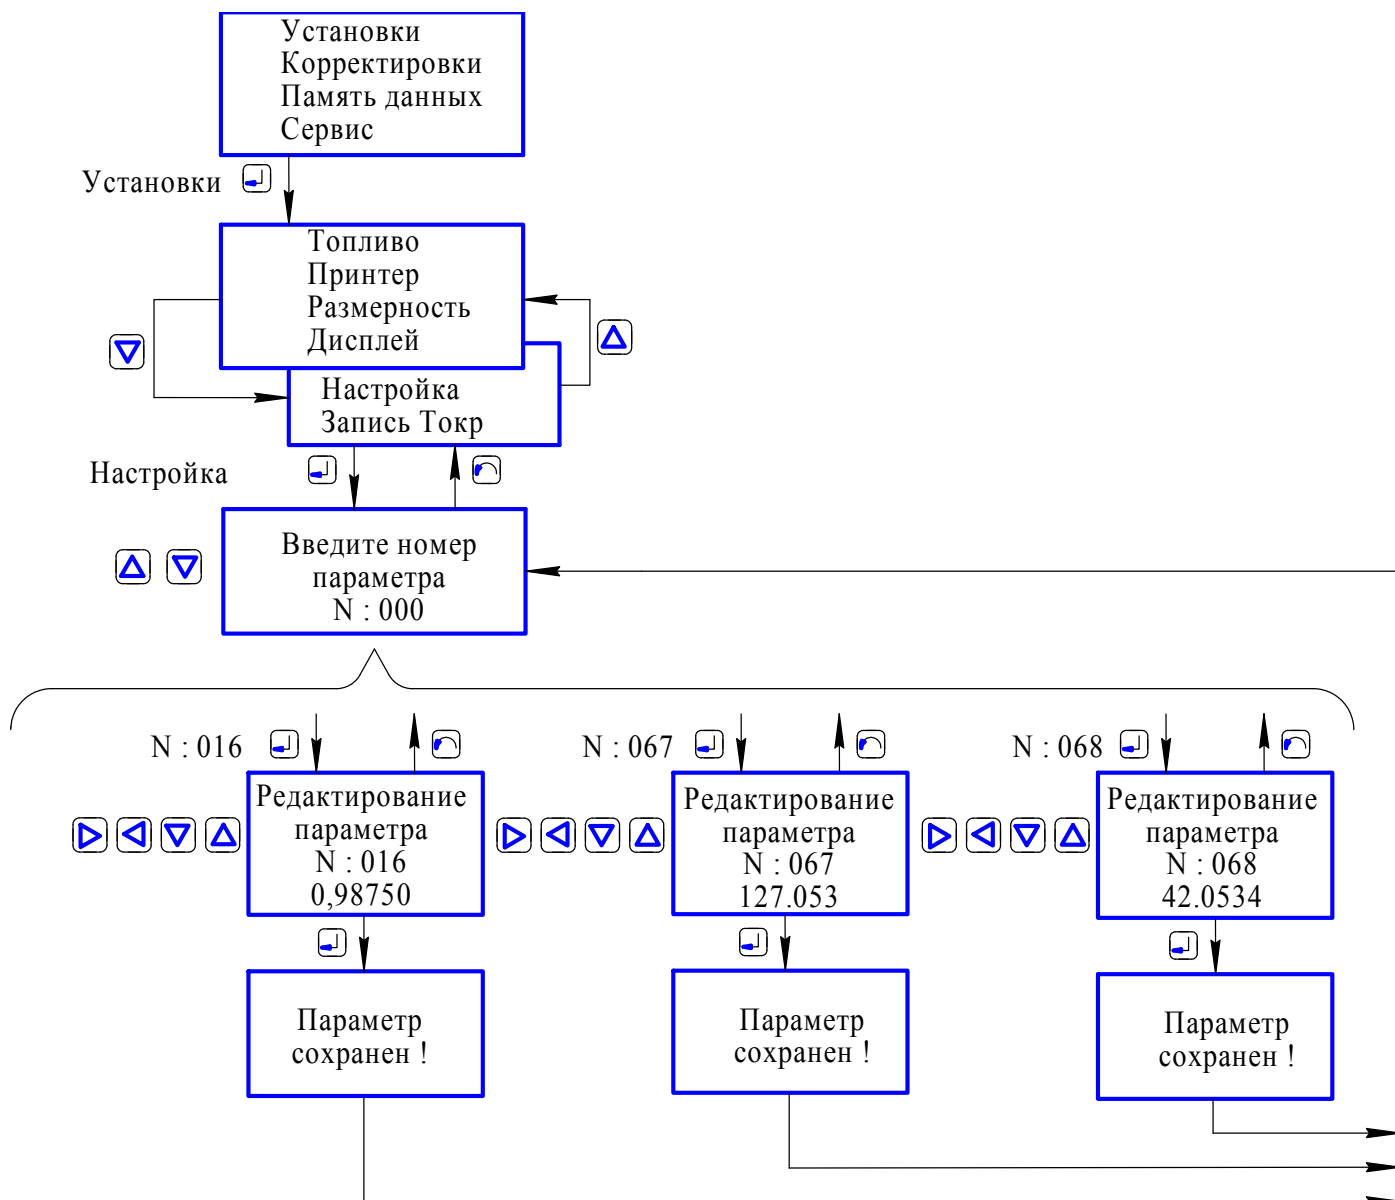 Установки
Корректировки
Память данных
Сервис
Установки
Топливо
Принтер
Размерность
Дисплей
Настройка
Запись Токр
Настройка
Введите номер
параметра
N : 000
N : 016
Редактирование
параметра
N : 016
0,98750
Параметр
сохранен !
N : 067
Редактирование
параметра
N : 067
127.053
Параметр
сохранен !
N : 068
Редактирование
параметра
N : 068
42.0534
Параметр
сохранен !